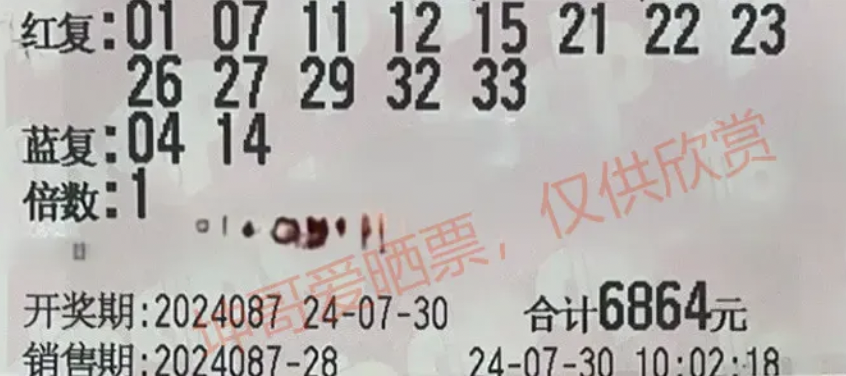 红复:01 07 11 12 15 21 22 23
26 27 29 32 33
蓝复:04 14
倍数:1
坤哥爱晒票，仅供欣赏
开奖期:2024087 24-07-30 合计6864元
销售期:2024087-28 24-07-30 10:02:18